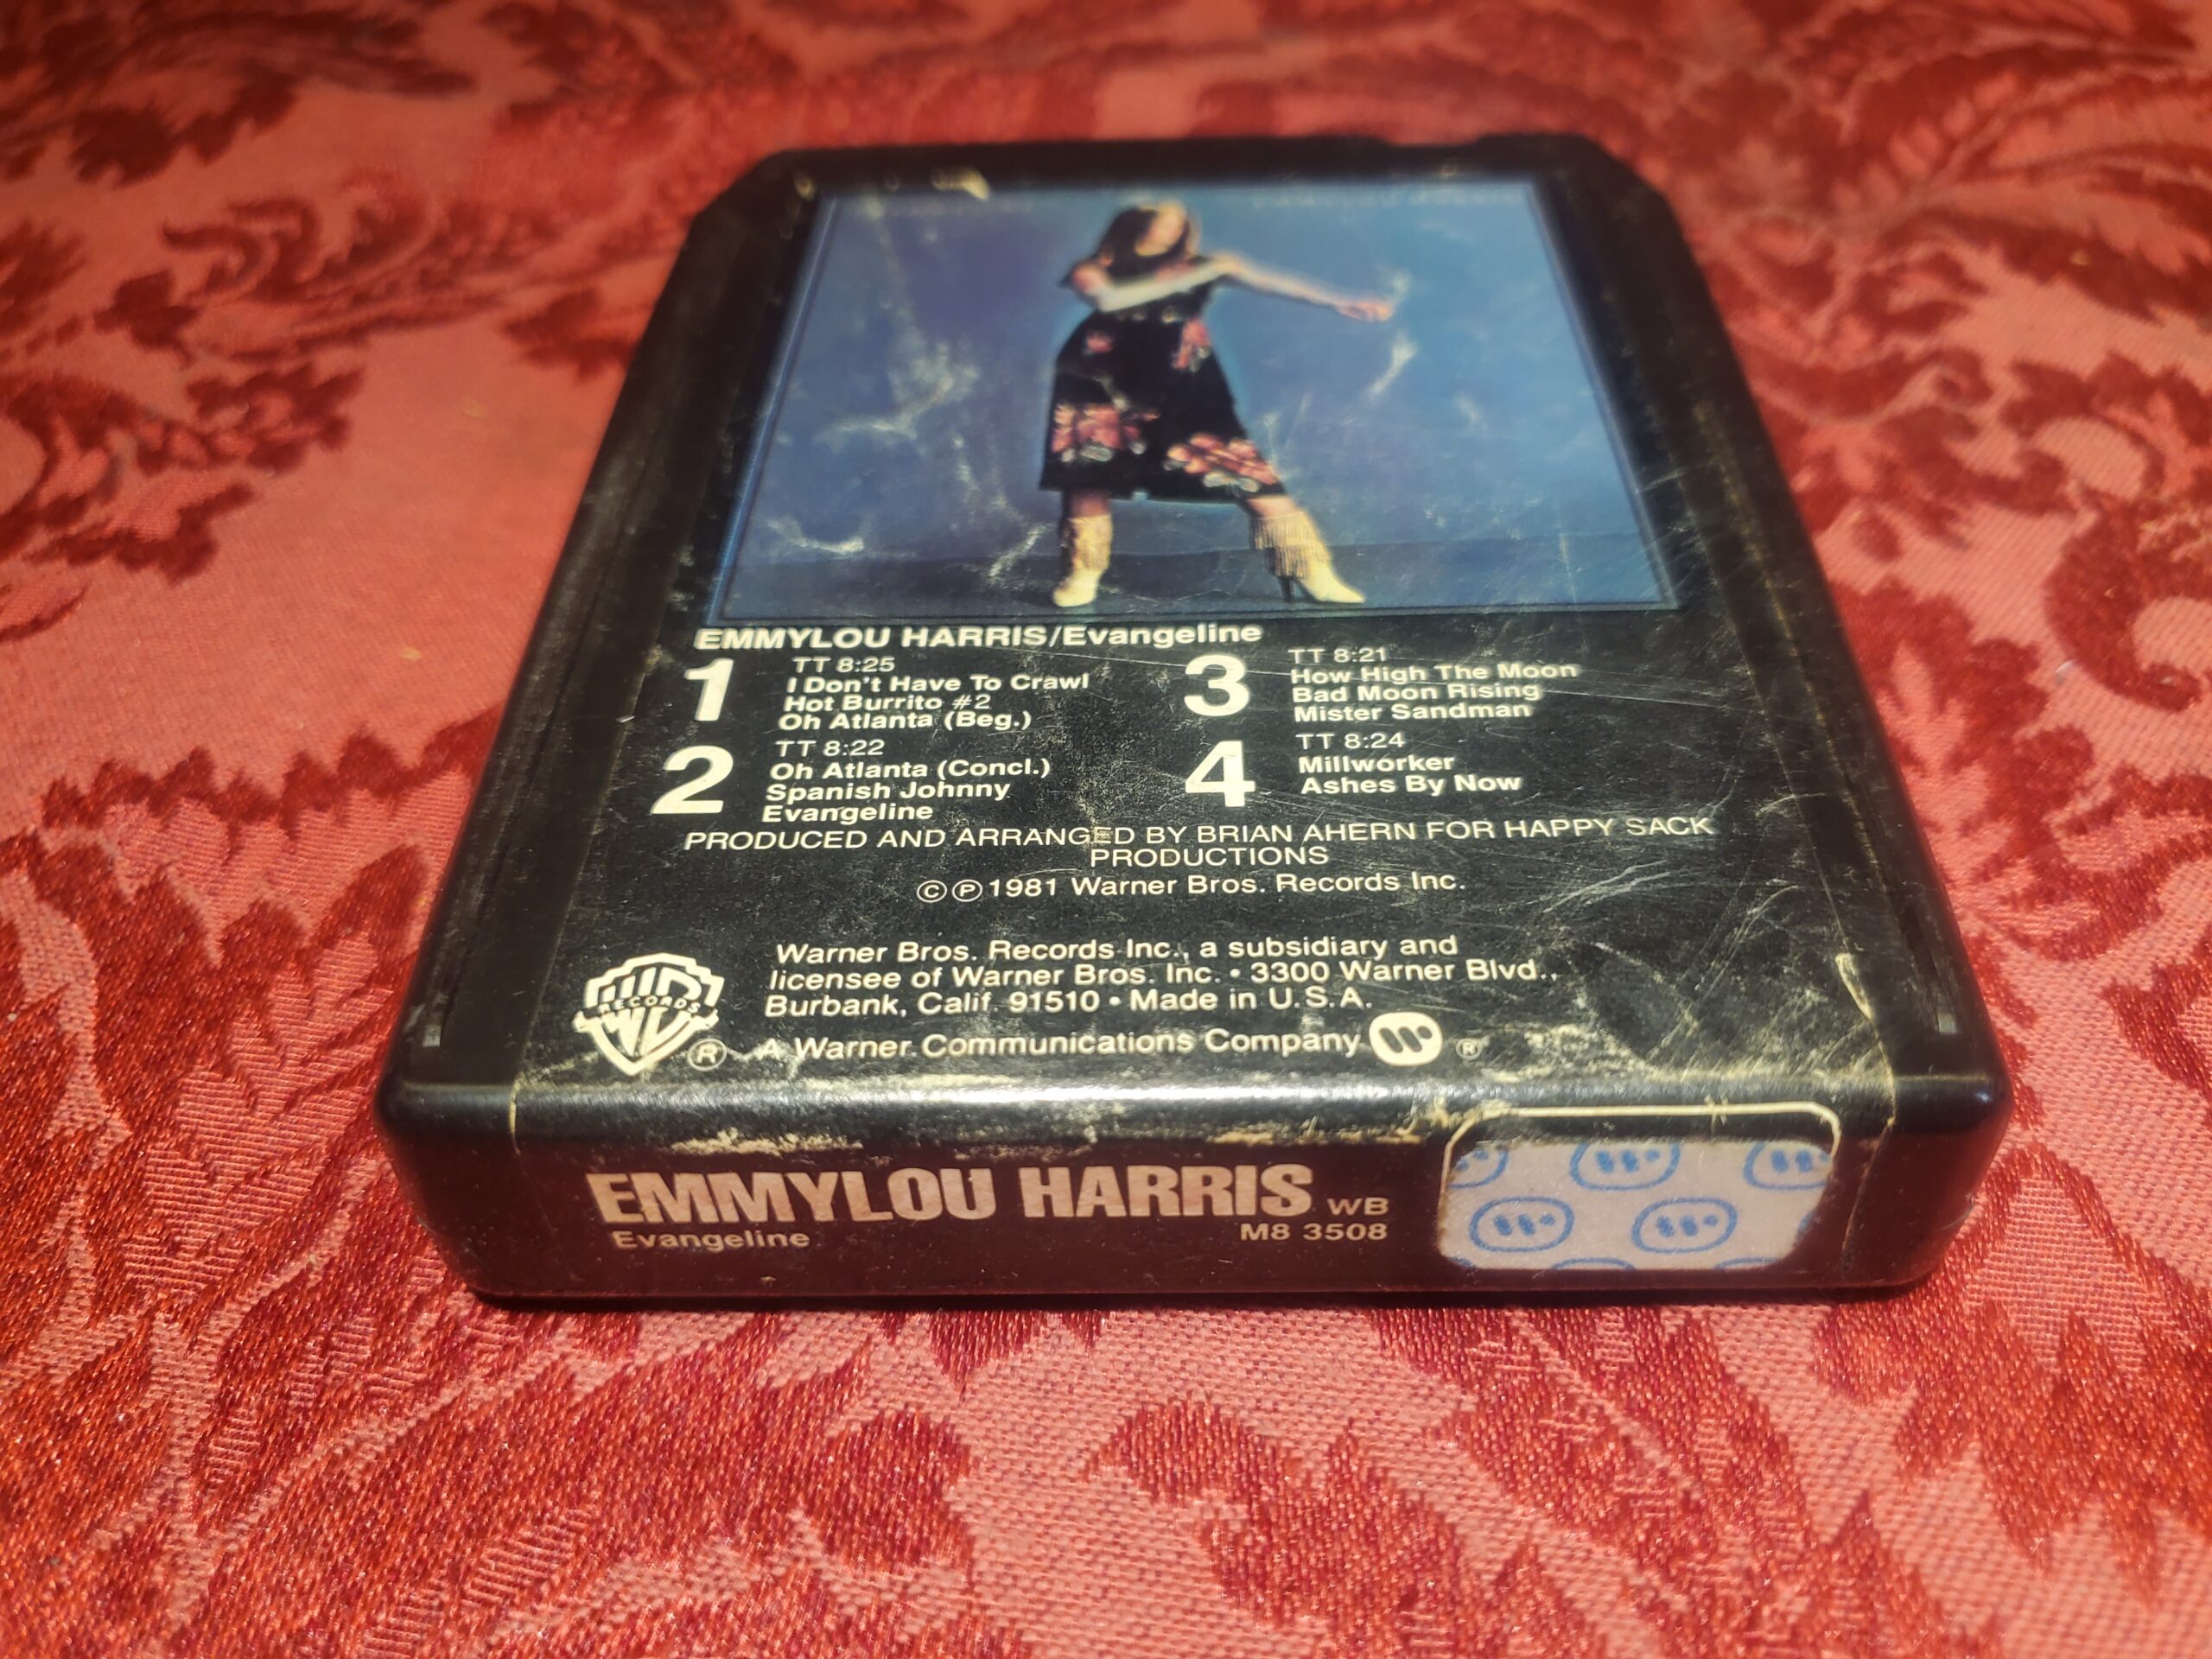 EMMYLOU HARRIS/Evangeline
1
TT 8:25
I Don't Have To Crawl
Hot Burrito #2
Oh Atlanta (Beg.)
2
TT 8:22
Oh Atlanta (Concl.)
Spanish Johnny
Evangeline
3
TT 8:21
How High The Moon
Bad Moon Rising
Mister Sandman
4
TT 8:24
Millworker
Ashes By Now
PRODUCED AND ARRANGED BY BRIAN AHERN FOR HAPPY SACK
PRODUCTIONS
©℗1981 Warner Bros. Records Inc.
Warner Bros. Records Inc., a subsidiary and
licensee of Warner Bros. Inc. • 3300 Warner Blvd.,
Burbank, Calif. 91510 • Made in U.S.A.
WB RECORDS ®
A Warner Communications Company ®
EMMYLOU HARRIS WB
Evangeline M8 3508